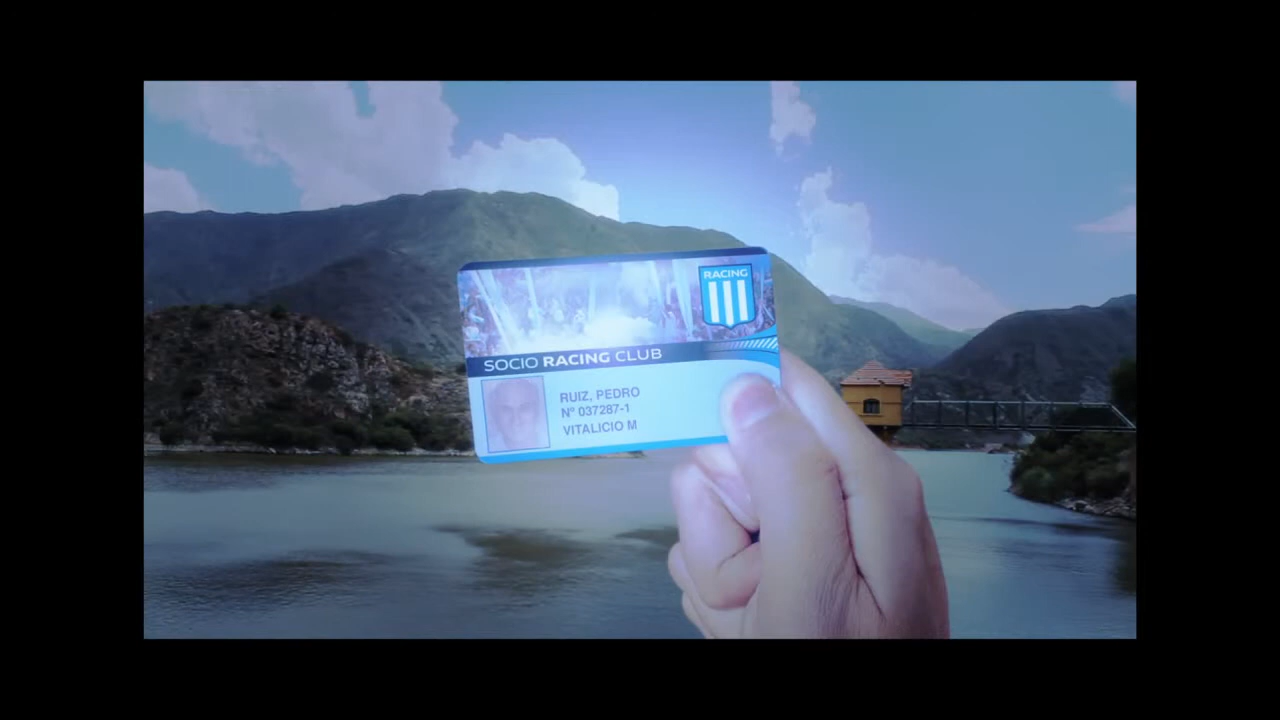 RACING
SOCIO RACING CLUB
RUIZ, PEDRO
Nº 037287-1
VITALICIO M